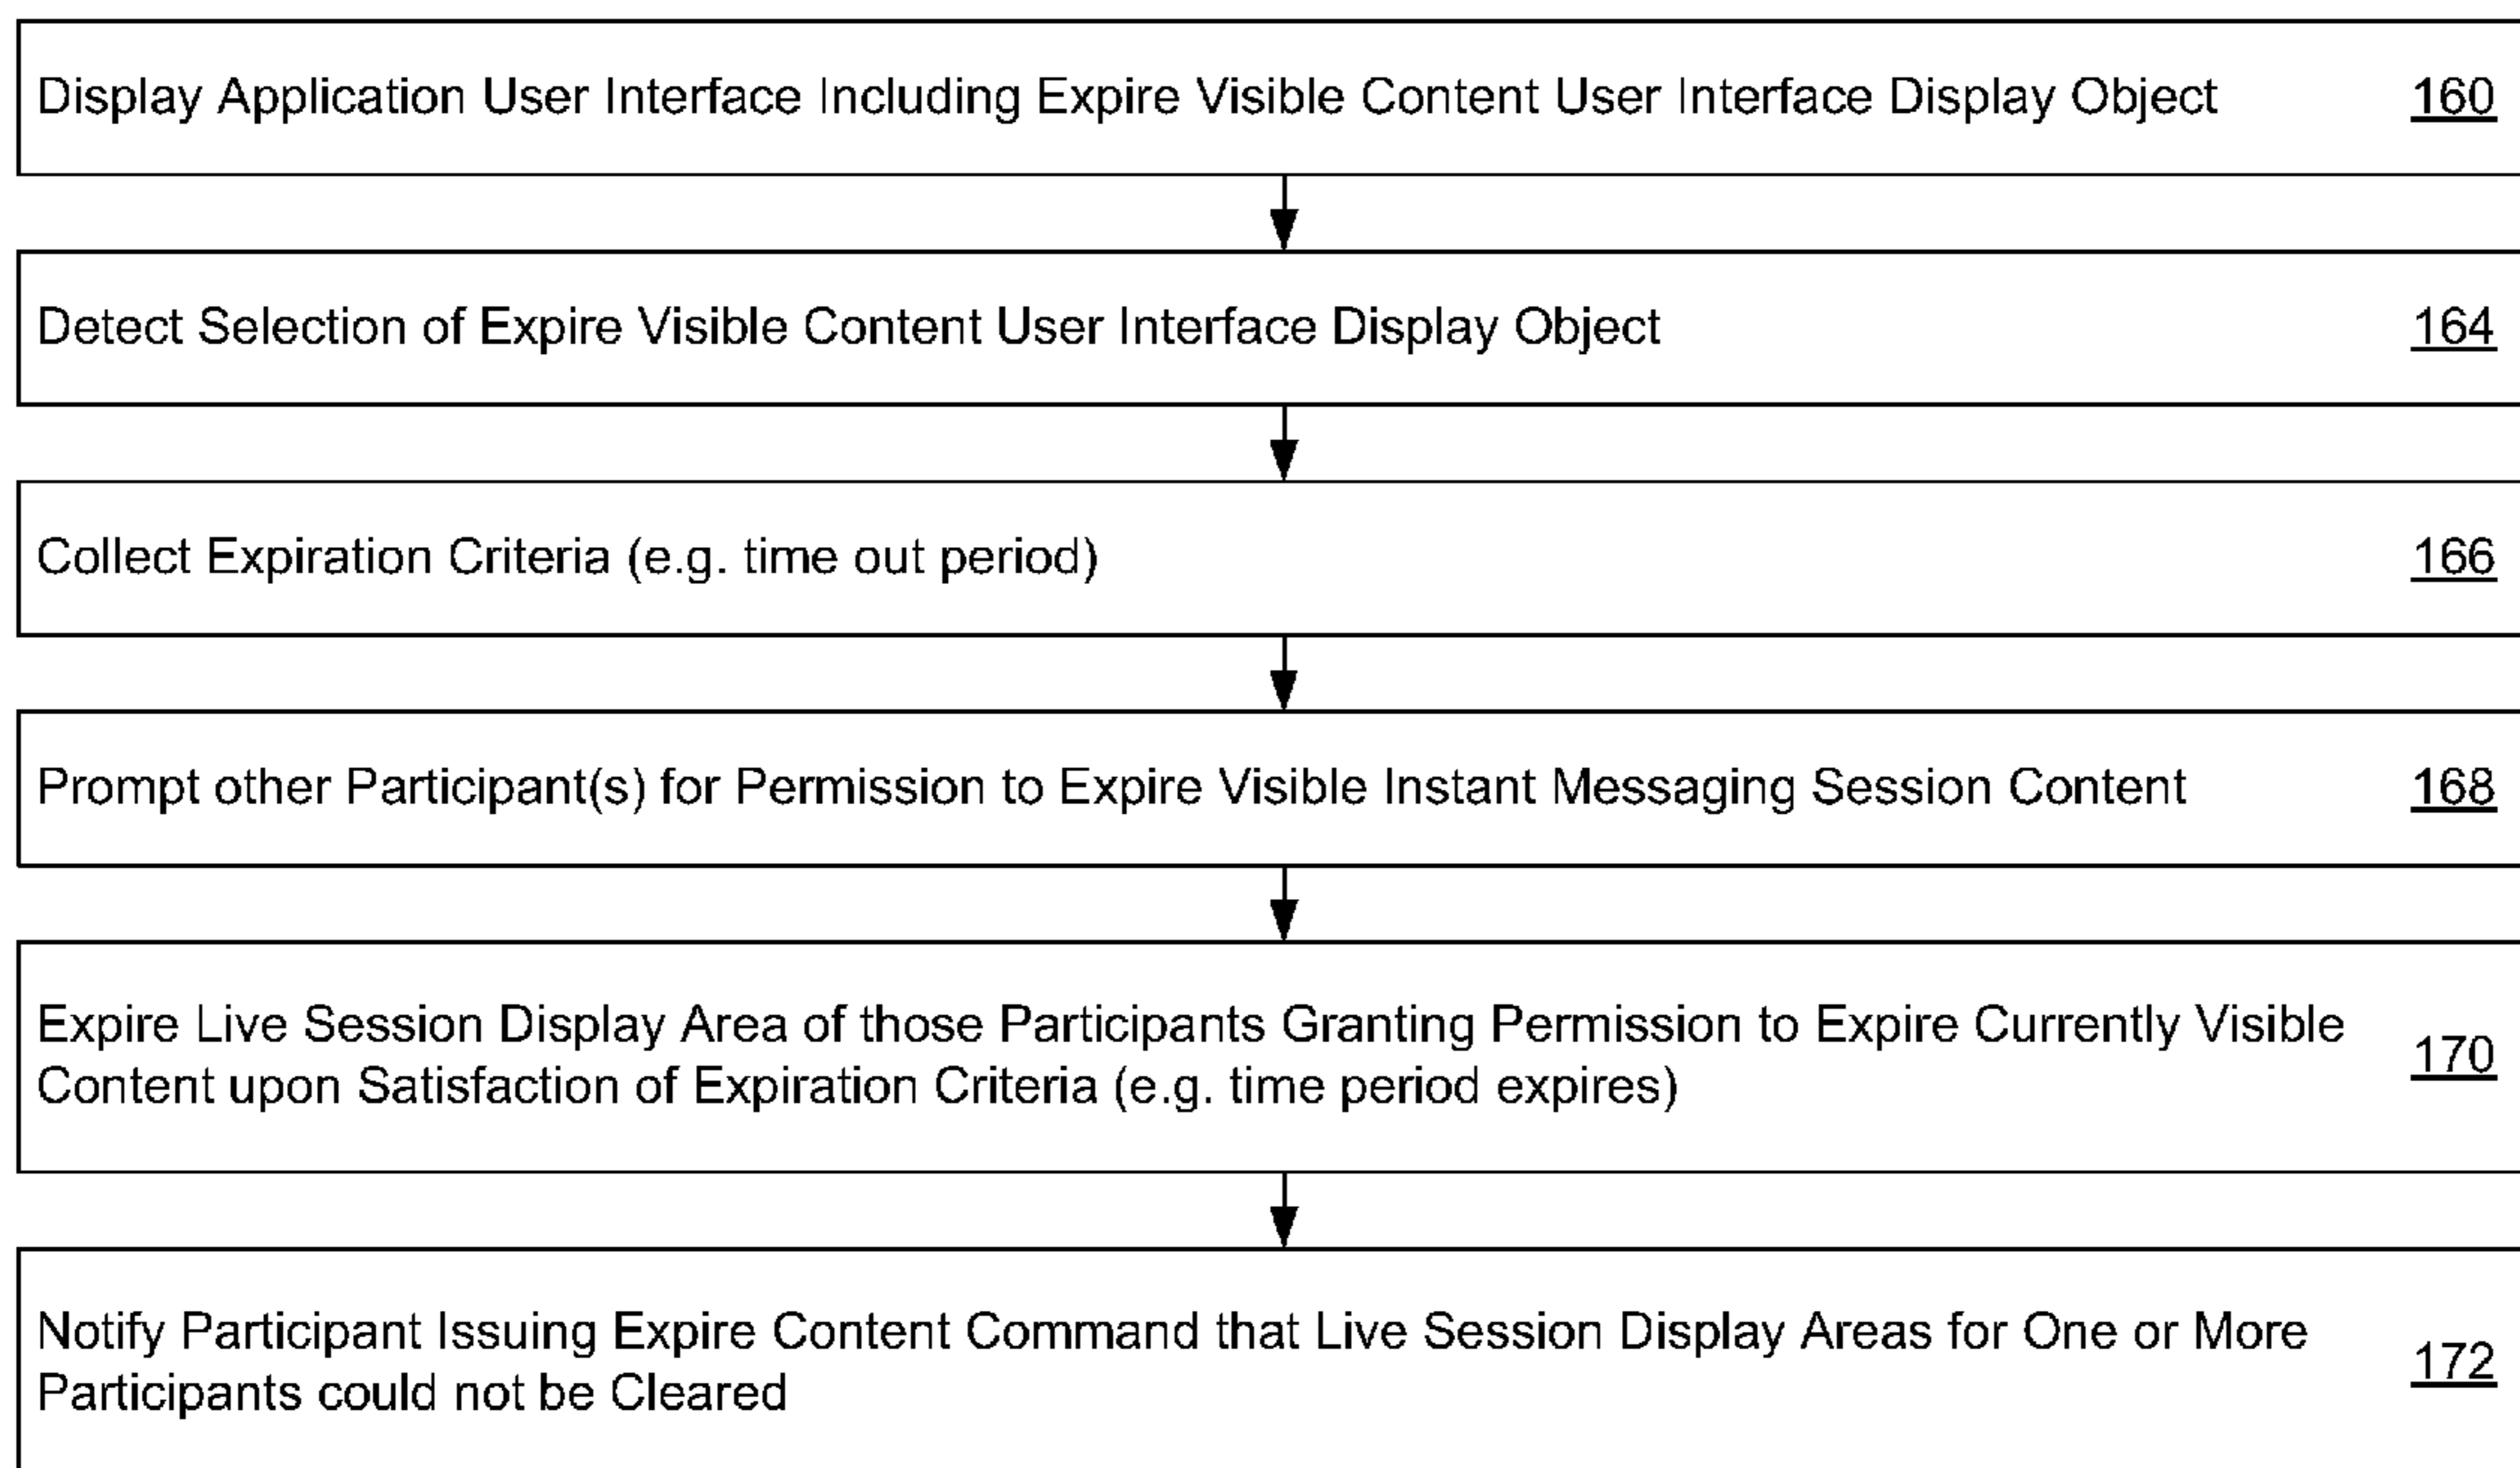 Display Application User Interface Including Expire Visible Content User Interface Display Object 160
Detect Selection of Expire Visible Content User Interface Display Object 164
Collect Expiration Criteria (e.g. time out period) 166
Prompt other Participant(s) for Permission to Expire Visible Instant Messaging Session Content 168
Expire Live Session Display Area of those Participants Granting Permission to Expire Currently Visible
Content upon Satisfaction of Expiration Criteria (e.g. time period expires)
170
Notify Participant Issuing Expire Content Command that Live Session Display Areas for One or More
Participants could not be Cleared
172